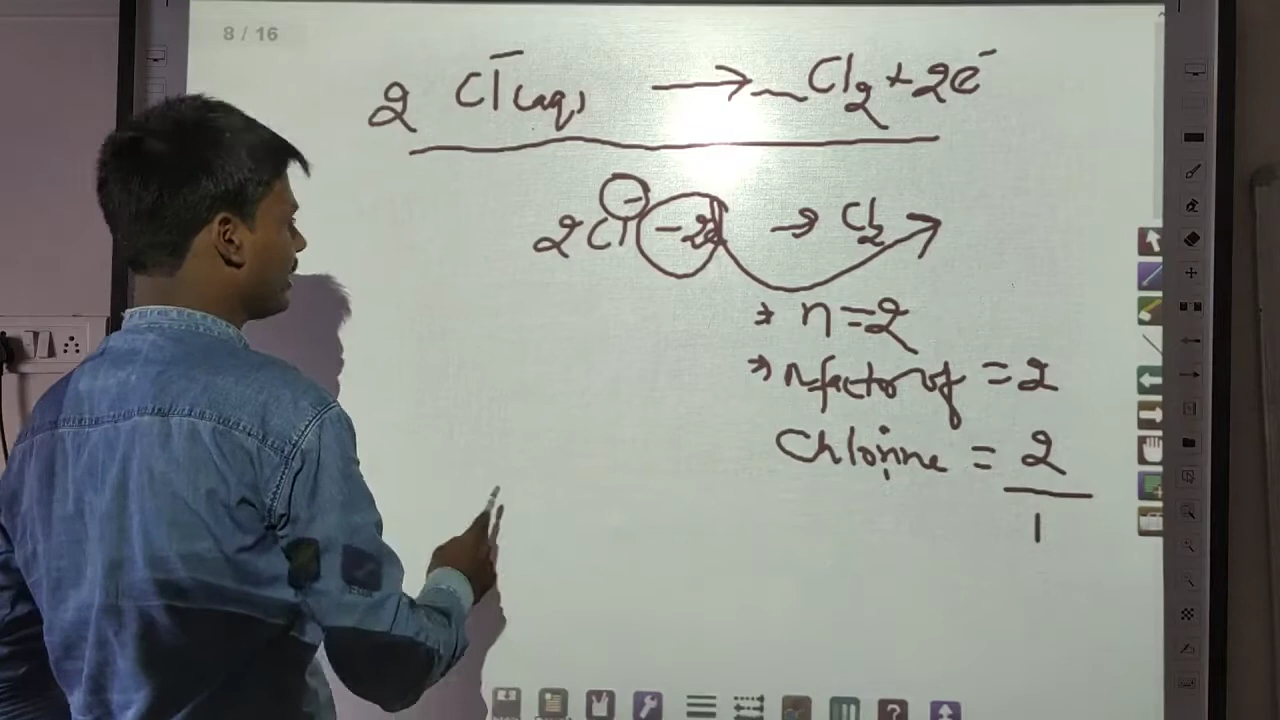 8 / 16
2 Cl⁻(aq) → Cl₂ + 2e⁻
2Cl⁻ - 2e → Cl₂
⇒ n = 2
⇒ n factor of = 2
Chlorine = 2
1